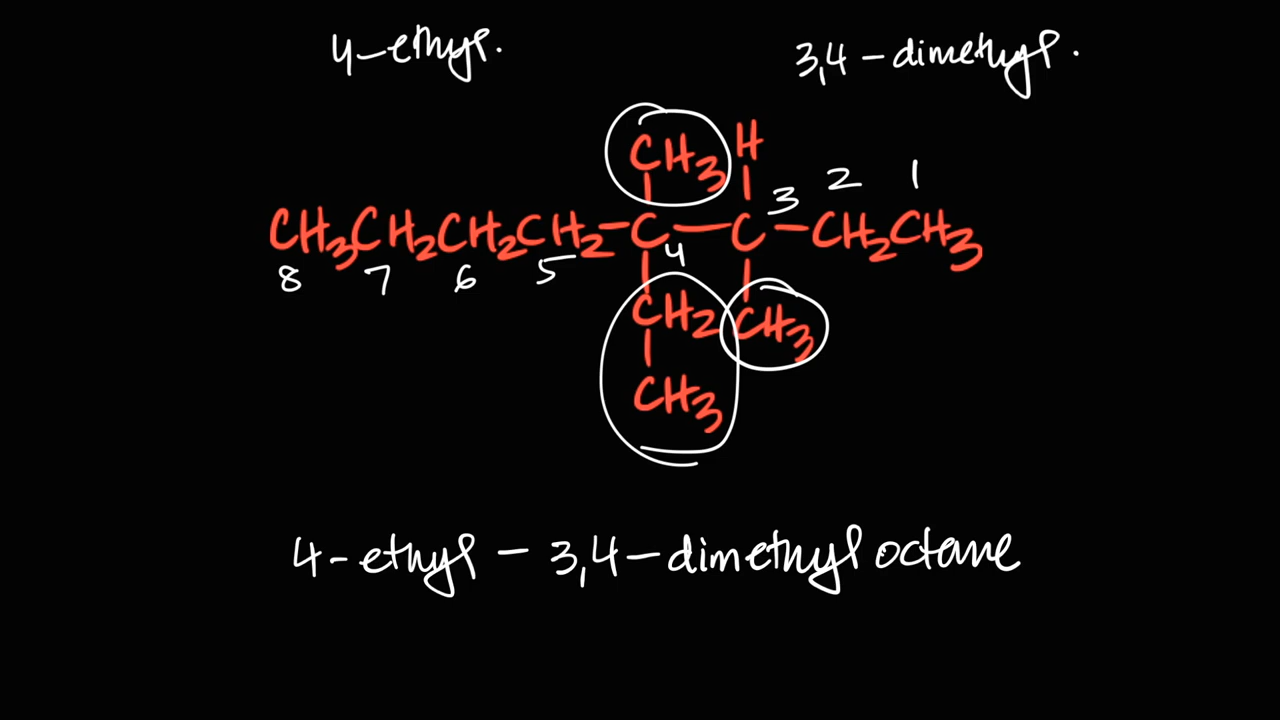 4-ethyl.
3,4-dimethyl.
CH3 H
3 2 1
CH3CH2CH2CH2-C-C-CH2CH3
8 7 6 5 4
CH2 CH3
CH3
4-ethyl-3,4-dimethyl octane